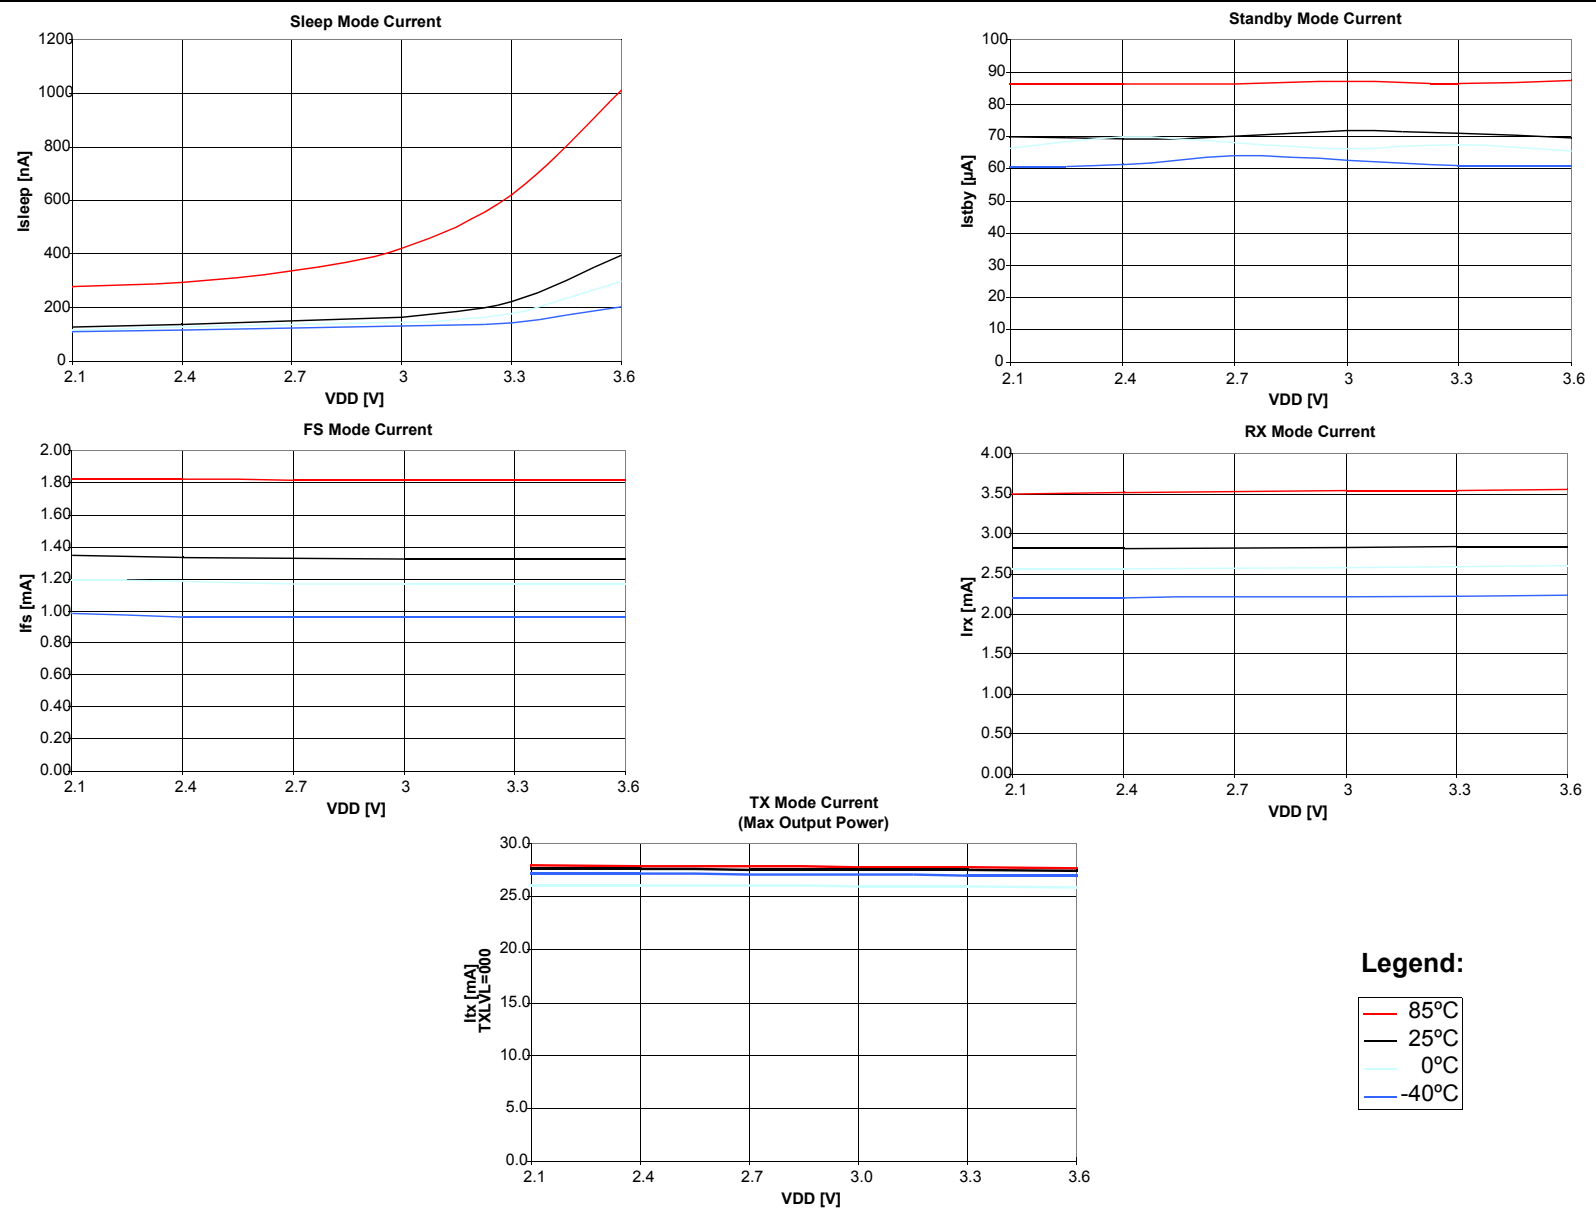 Sleep Mode Current
1200
1000
800
600
400
200
0
2.1 2.4 2.7 3 3.3 3.6
Isleep [nA]
VDD [V]
Standby Mode Current
100
90
80
70
60
50
40
30
20
10
0
2.1 2.4 2.7 3 3.3 3.6
Istby [µA]
VDD [V]
FS Mode Current
2.00
1.80
1.60
1.40
1.20
1.00
0.80
0.60
0.40
0.20
0.00
2.1 2.4 2.7 3 3.3 3.6
Ifs [mA]
VDD [V]
RX Mode Current
4.00
3.50
3.00
2.50
2.00
1.50
1.00
0.50
0.00
2.1 2.4 2.7 3 3.3 3.6
Irx [mA]
VDD [V]
TX Mode Current
(Max Output Power)
30.0
25.0
20.0
15.0
10.0
5.0
0.0
2.1 2.4 2.7 3.0 3.3 3.6
Itx [mA]
TXLVL=000
VDD [V]
Legend:
85ºC
25ºC
0ºC
-40ºC